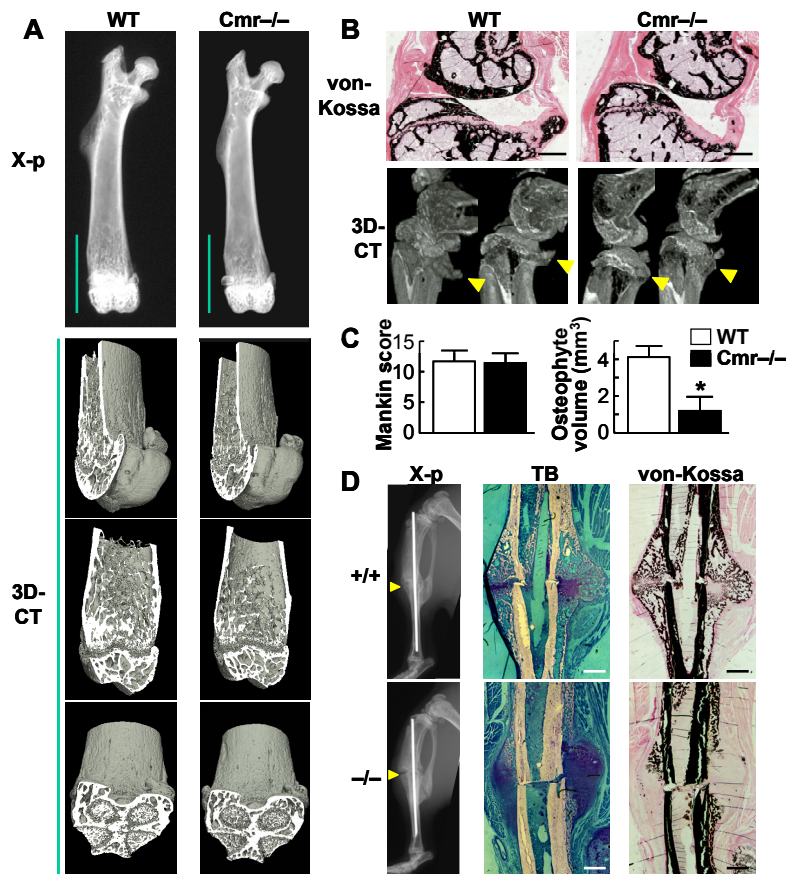 A
WT
Cmr–/–
X-p
3D-
CT
B
WT
Cmr–/–
von-
Kossa
3D-
CT
C
Mankin score
15
10
5
0
Osteophyte
volume (mm³)
4
2
0
WT
Cmr–/–
*
D
X-p
TB
von-Kossa
+/+
–/–